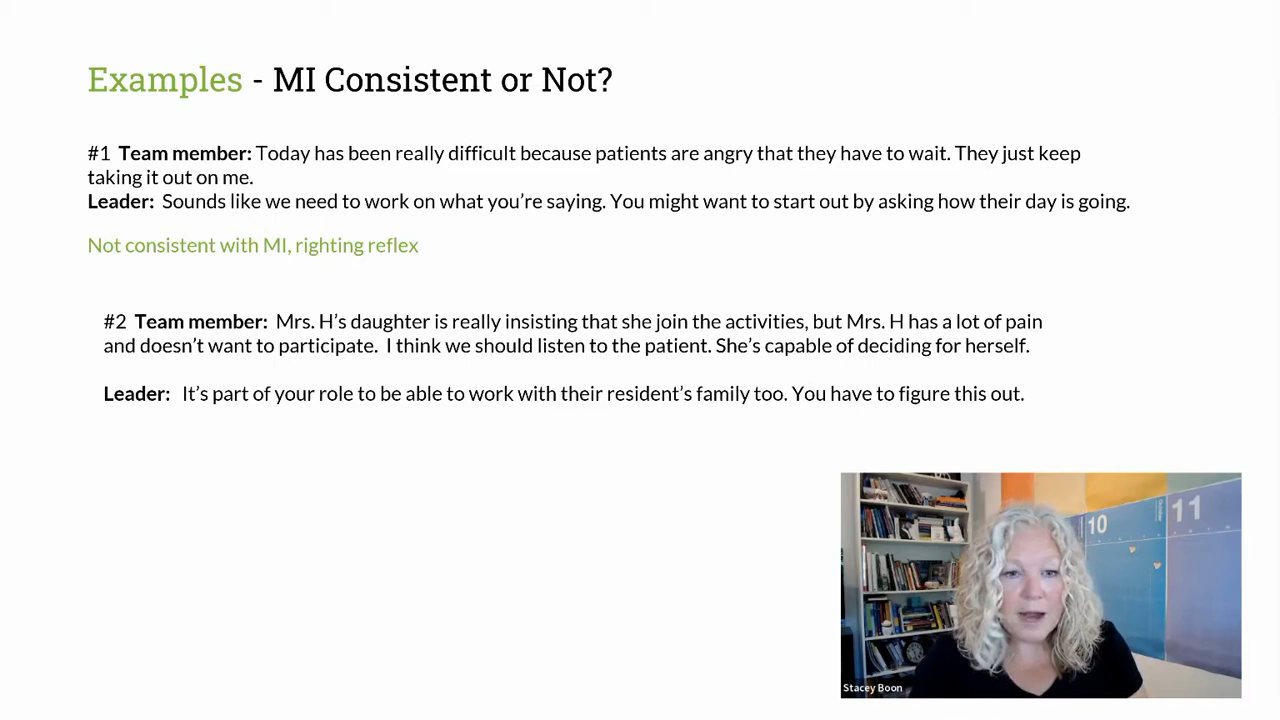 Examples - MI Consistent or Not?
#1 Team member: Today has been really difficult because patients are angry that they have to wait. They just keep
taking it out on me.
Leader: Sounds like we need to work on what you’re saying. You might want to start out by asking how their day is going.
Not consistent with MI, righting reflex
#2 Team member: Mrs. H’s daughter is really insisting that she join the activities, but Mrs. H has a lot of pain
and doesn’t want to participate. I think we should listen to the patient. She’s capable of deciding for herself.
Leader: It’s part of your role to be able to work with their resident’s family too. You have to figure this out.
10
October
11
Stacey Boon